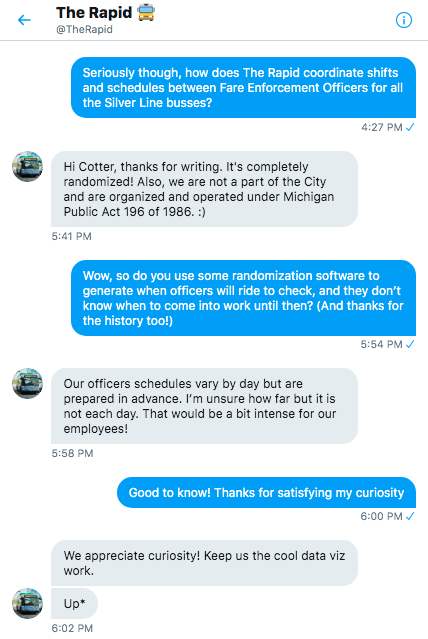 The Rapid 🚎
@TheRapid
Seriously though, how does The Rapid coordinate shifts
and schedules between Fare Enforcement Officers for all
the Silver Line busses?
4:27 PM ✓
Hi Cotter, thanks for writing. It's completely
randomized! Also, we are not a part of the City
and are organized and operated under Michigan
Public Act 196 of 1986. :)
5:41 PM
Wow, so do you use some randomization software to
generate when officers will ride to check, and they don't
know when to come into work until then? (And thanks for
the history too!)
5:54 PM ✓
Our officers schedules vary by day but are
prepared in advance. I'm unsure how far but it is
not each day. That would be a bit intense for our
employees!
5:58 PM
Good to know! Thanks for satisfying my curiosity
6:00 PM ✓
We appreciate curiosity! Keep us the cool data viz
work.
Up*
6:02 PM